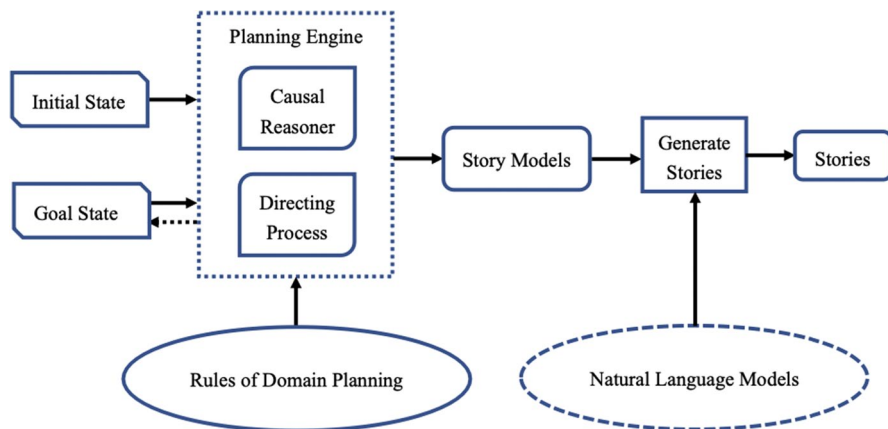 Planning Engine
Initial State
Causal
Reasoner
Goal State
Directing
Process
Story Models
Generate
Stories
Stories
Rules of Domain Planning
Natural Language Models